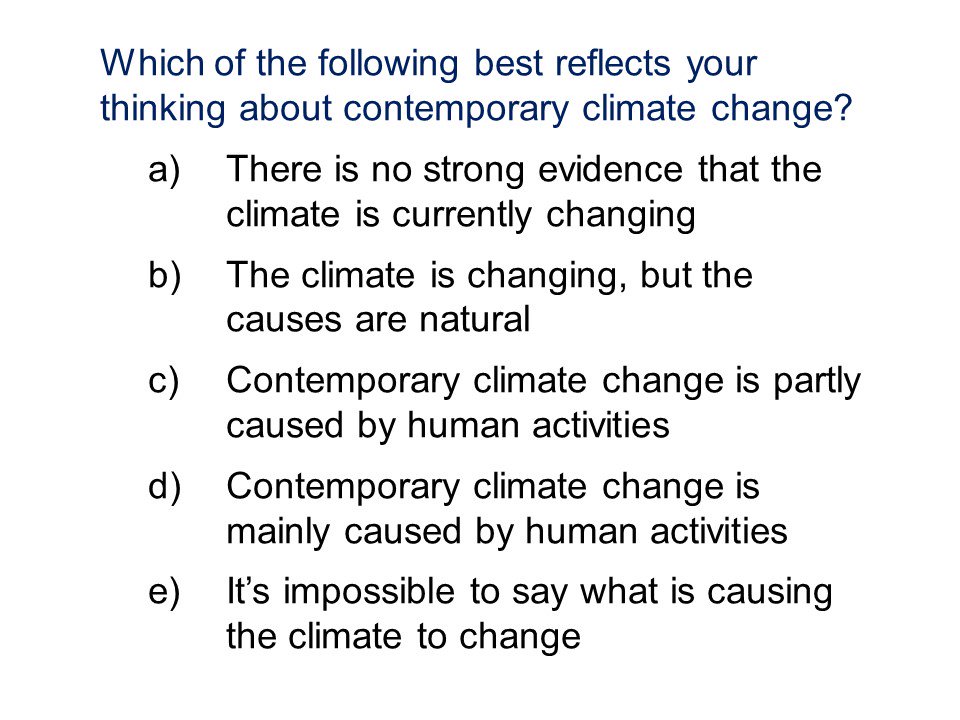 Which of the following best reflects your
thinking about contemporary climate change?
a) There is no strong evidence that the
climate is currently changing
b) The climate is changing, but the
causes are natural
c) Contemporary climate change is partly
caused by human activities
d) Contemporary climate change is
mainly caused by human activities
e) It’s impossible to say what is causing
the climate to change